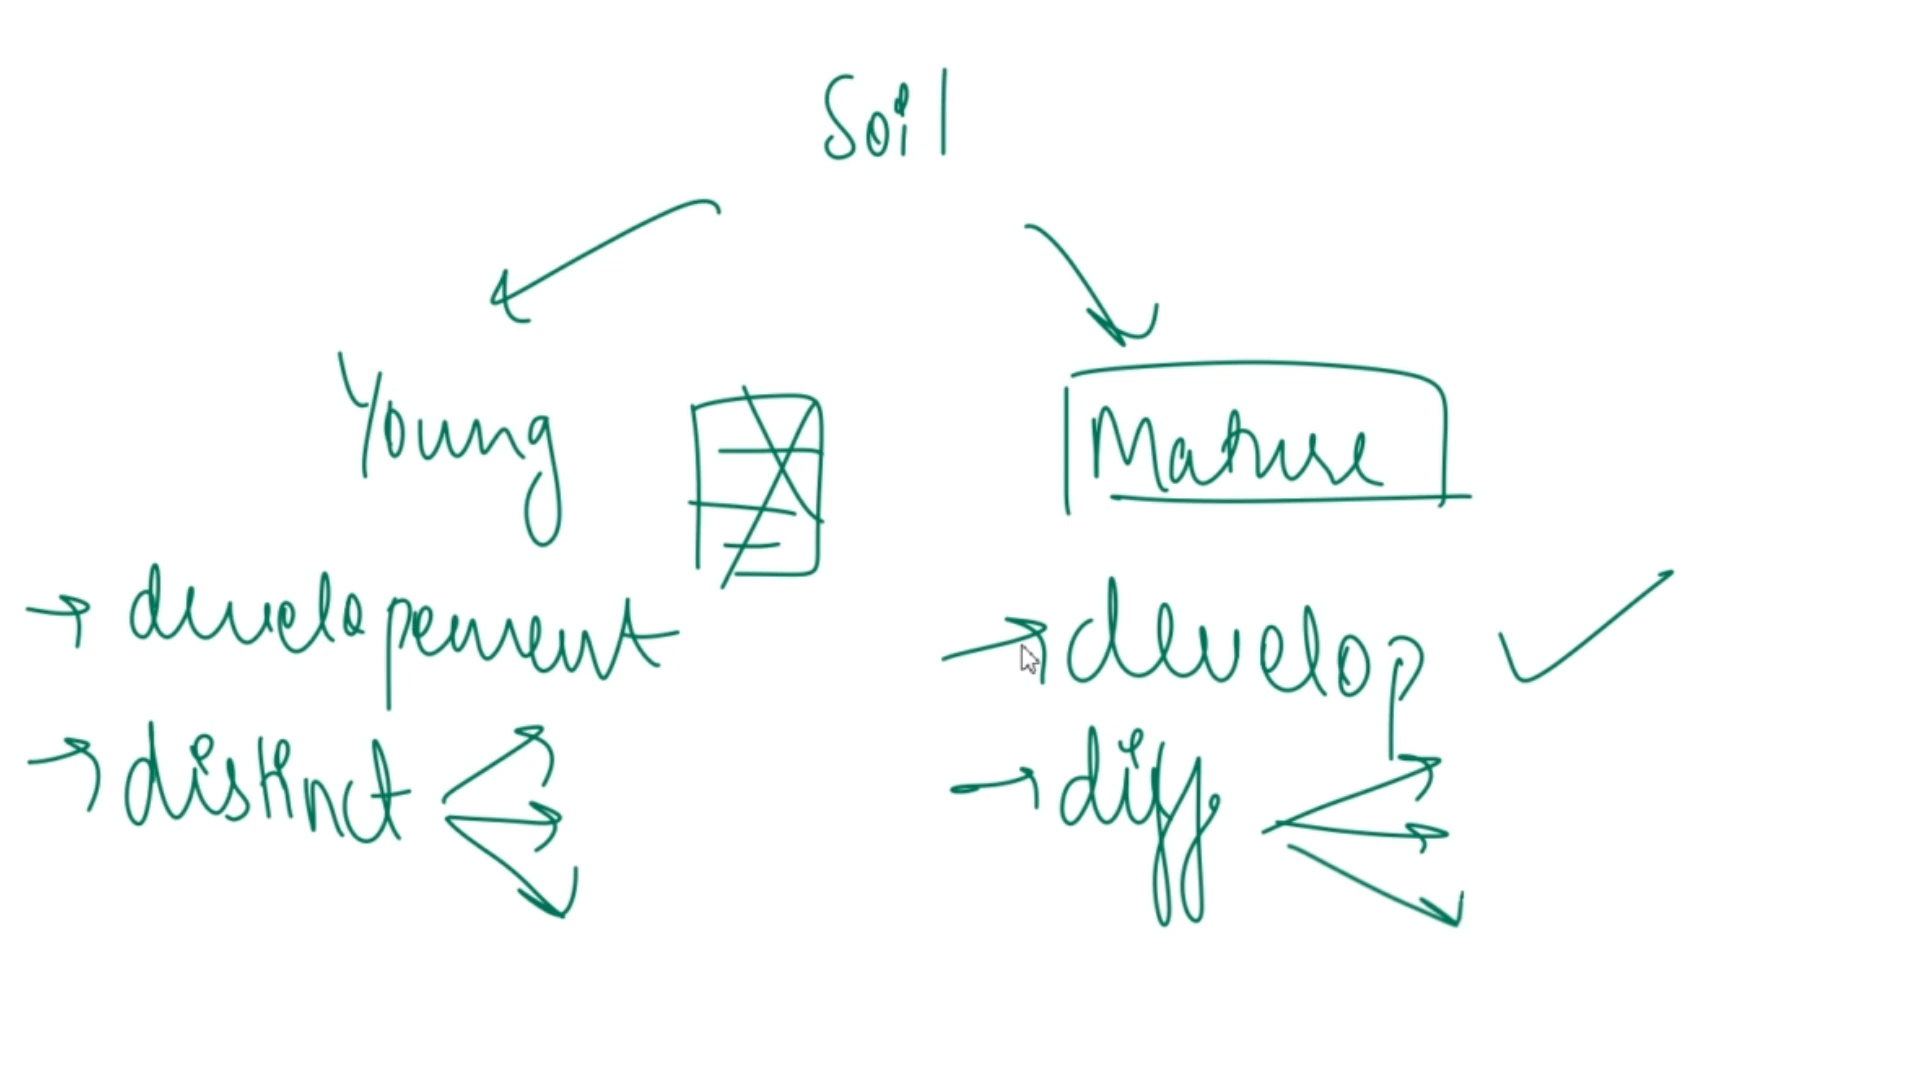 Soil
Young
Mature
developement
develop
distinct
diff